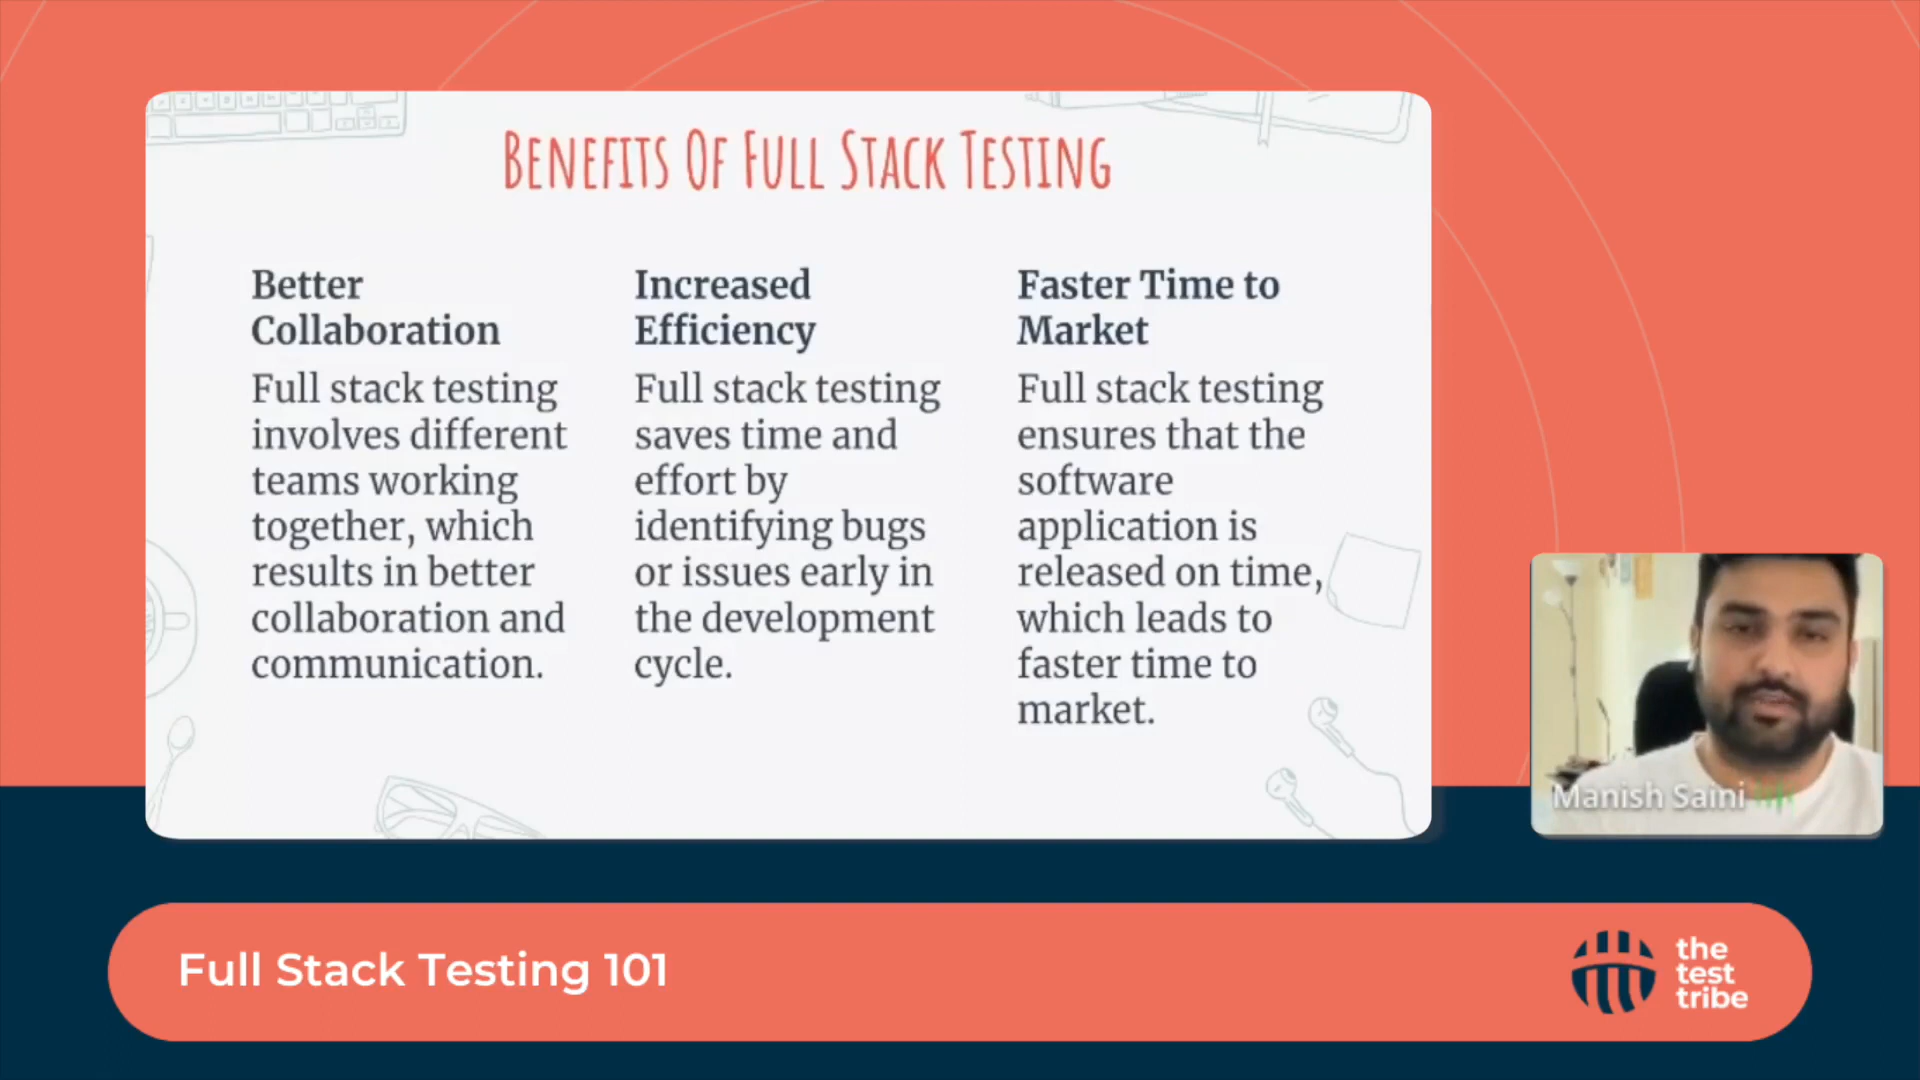 Benefits Of Full Stack Testing
Better
Collaboration
Full stack testing
involves different
teams working
together, which
results in better
collaboration and
communication.
Increased
Efficiency
Full stack testing
saves time and
effort by
identifying bugs
or issues early in
the development
cycle.
Faster Time to
Market
Full stack testing
ensures that the
software
application is
released on time,
which leads to
faster time to
market.
Manish Saini
Full Stack Testing 101
the
test
tribe